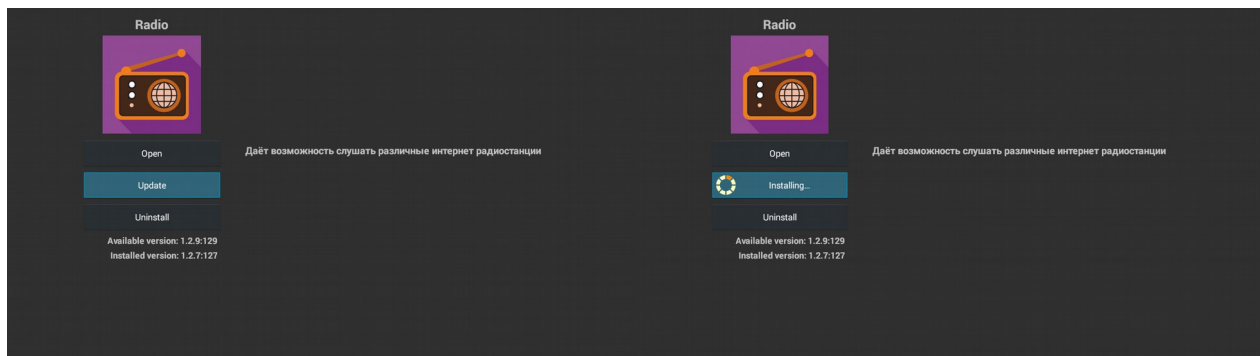 Radio
Open
Даёт возможность слушать различные интернет радиостанции
Update
Uninstall
Available version: 1.2.9:129
Installed version: 1.2.7:127
Radio
Open
Даёт возможность слушать различные интернет радиостанции
Installing...
Uninstall
Available version: 1.2.9:129
Installed version: 1.2.7:127